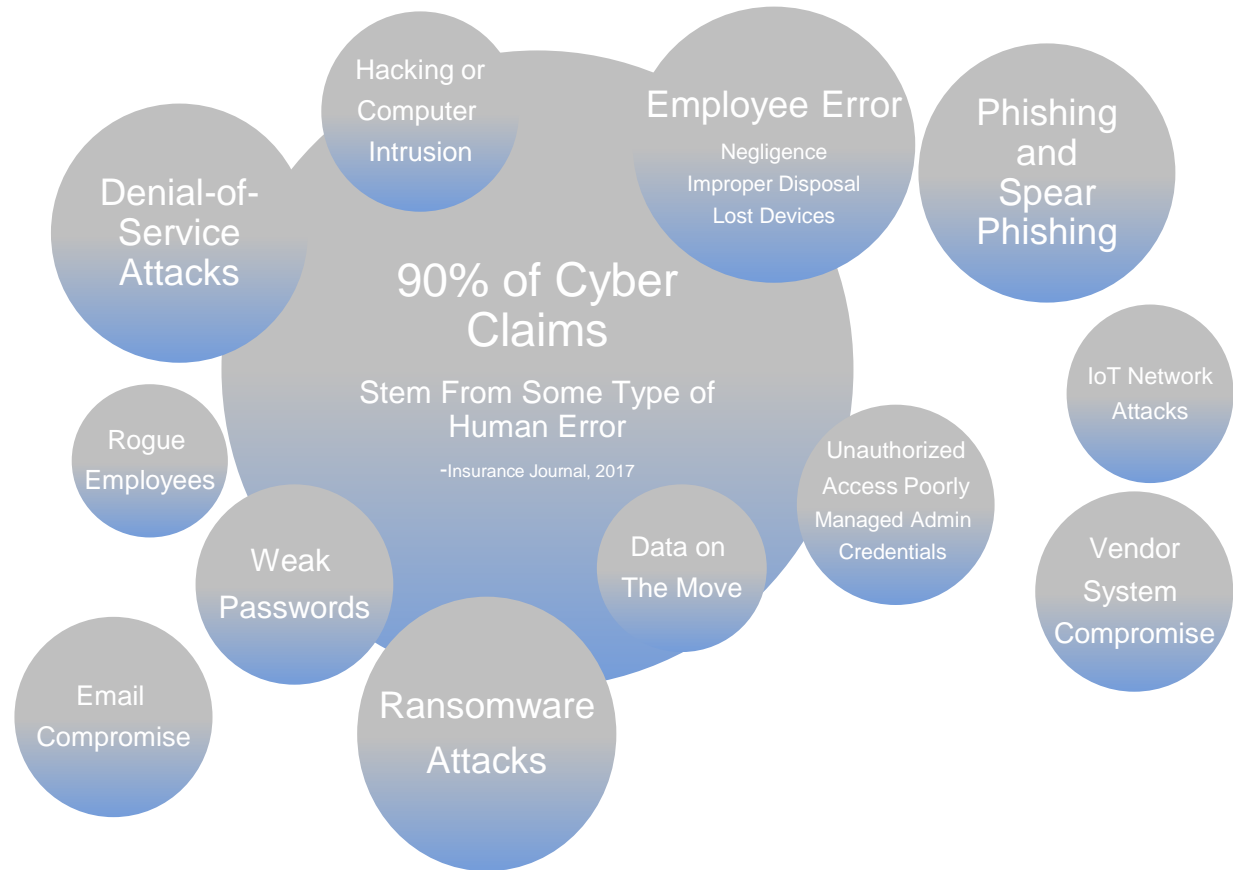 Hacking or
Computer
Intrusion
Employee Error
Negligence
Improper Disposal
Lost Devices
Phishing
and
Spear
Phishing
Denial-of-
Service
Attacks
90% of Cyber
Claims
Stem From Some Type of
Human Error
-Insurance Journal, 2017
IoT Network
Attacks
Rogue
Employees
Unauthorized
Access Poorly
Managed Admin
Credentials
Weak
Passwords
Data on
The Move
Vendor
System
Compromise
Email
Compromise
Ransomware
Attacks